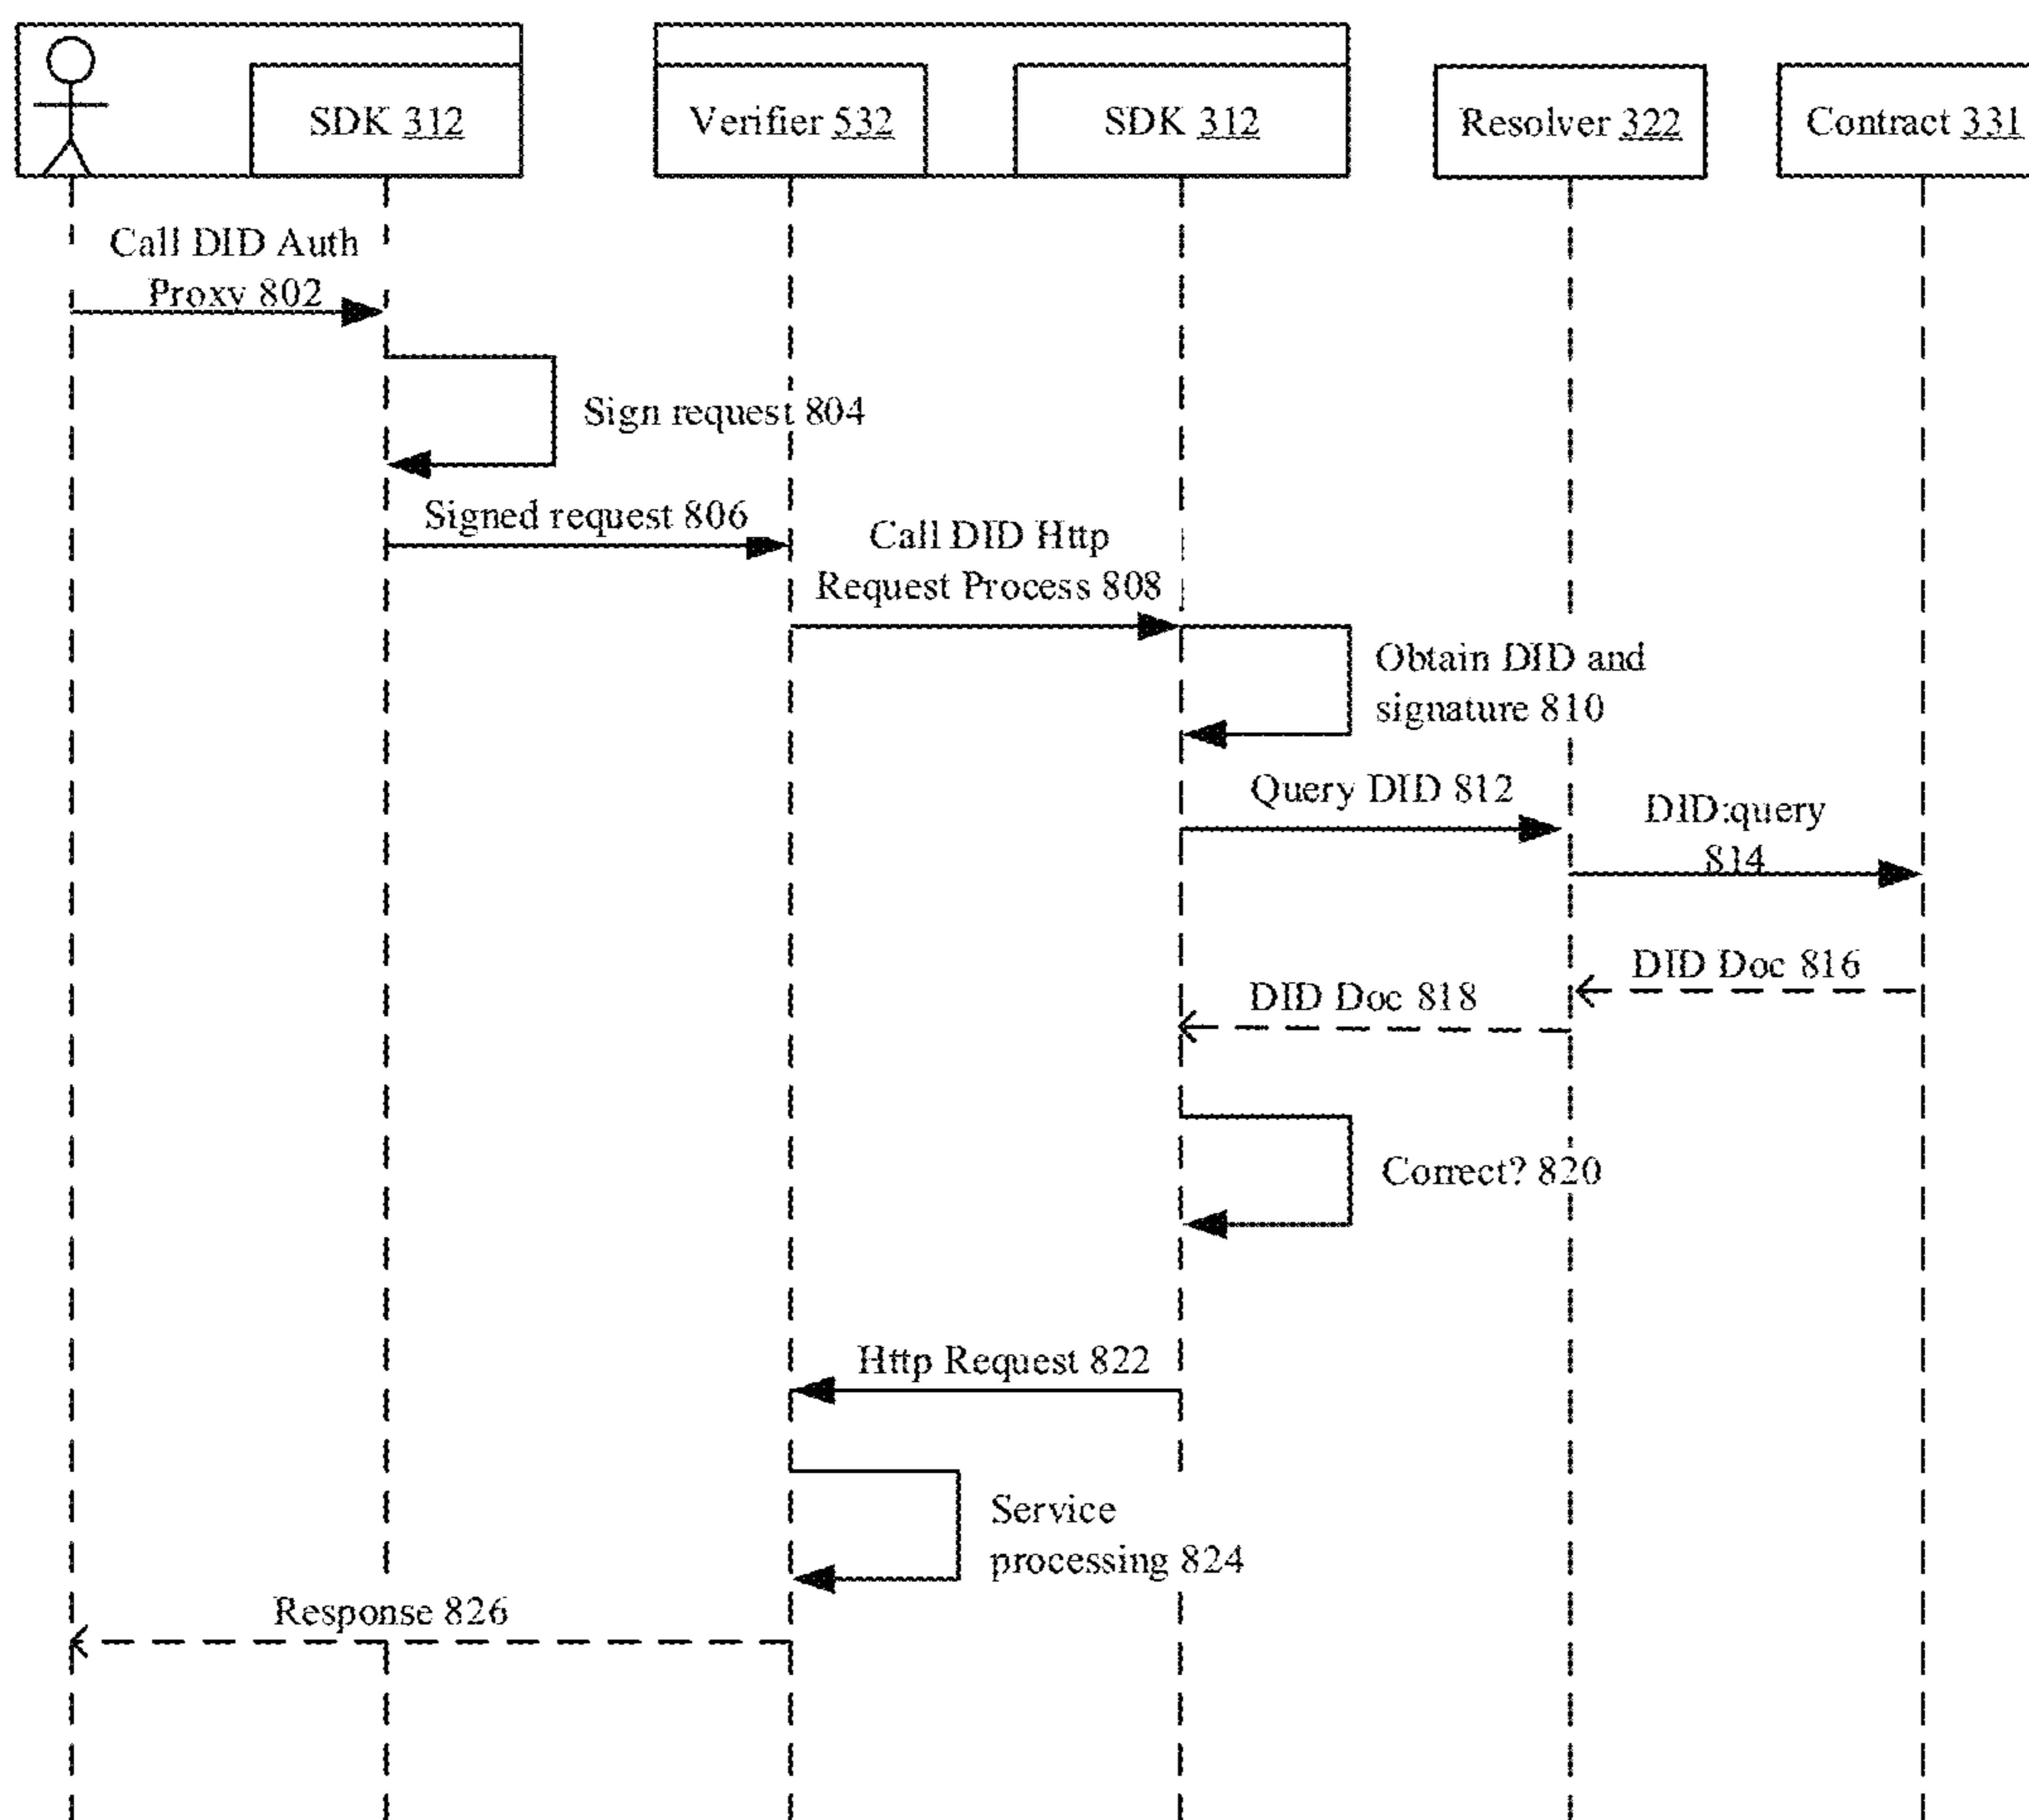 SDK 312
Verifier 532
SDK 312
Resolver 322
Contract 331
Call DID Auth
Proxy 802
Sign request 804
Signed request 806
Call DID Http
Request Process 808
Obtain DID and
signature 810
Query DID 812
DID:query
814
DID Doc 816
DID Doc 818
Correct? 820
Http Request 822
Service
processing 824
Response 826